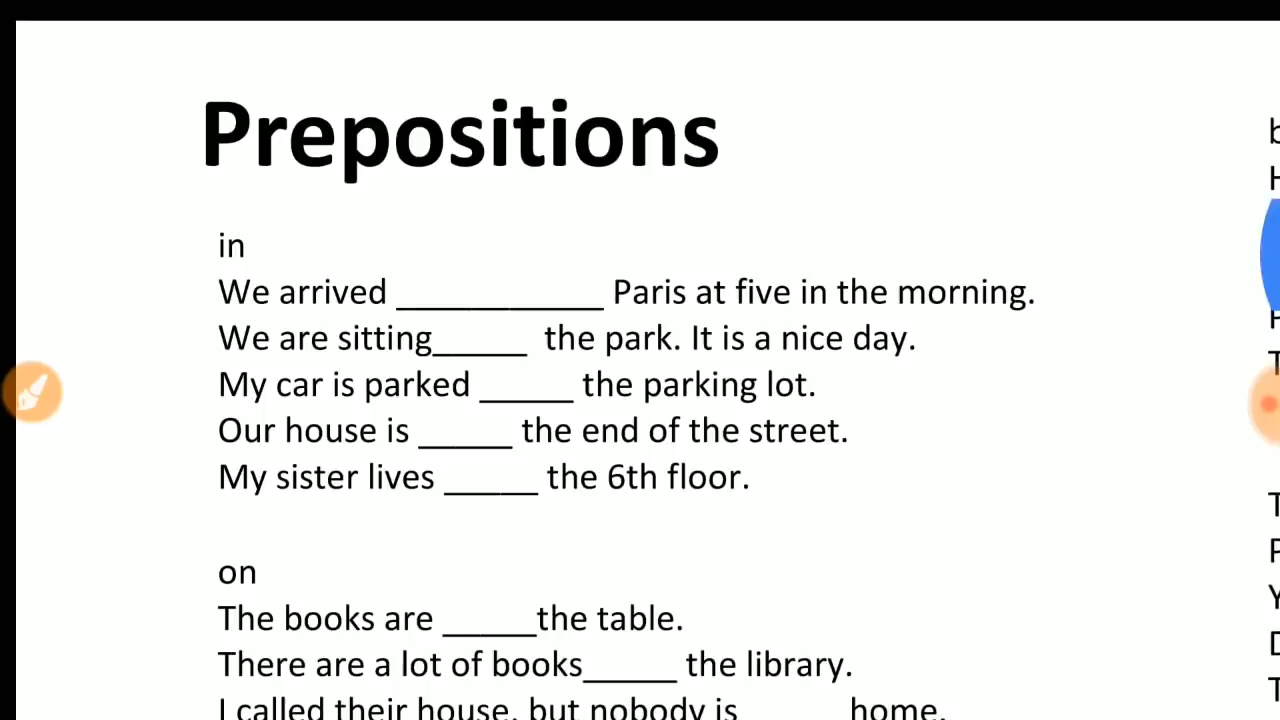 Prepositions
in
We arrived ____________ Paris at five in the morning.
We are sitting_____ the park. It is a nice day.
My car is parked _____ the parking lot.
Our house is _____ the end of the street.
My sister lives _____ the 6th floor.
on
The books are _____the table.
There are a lot of books_____ the library.
I called their house, but nobody is _____ home.